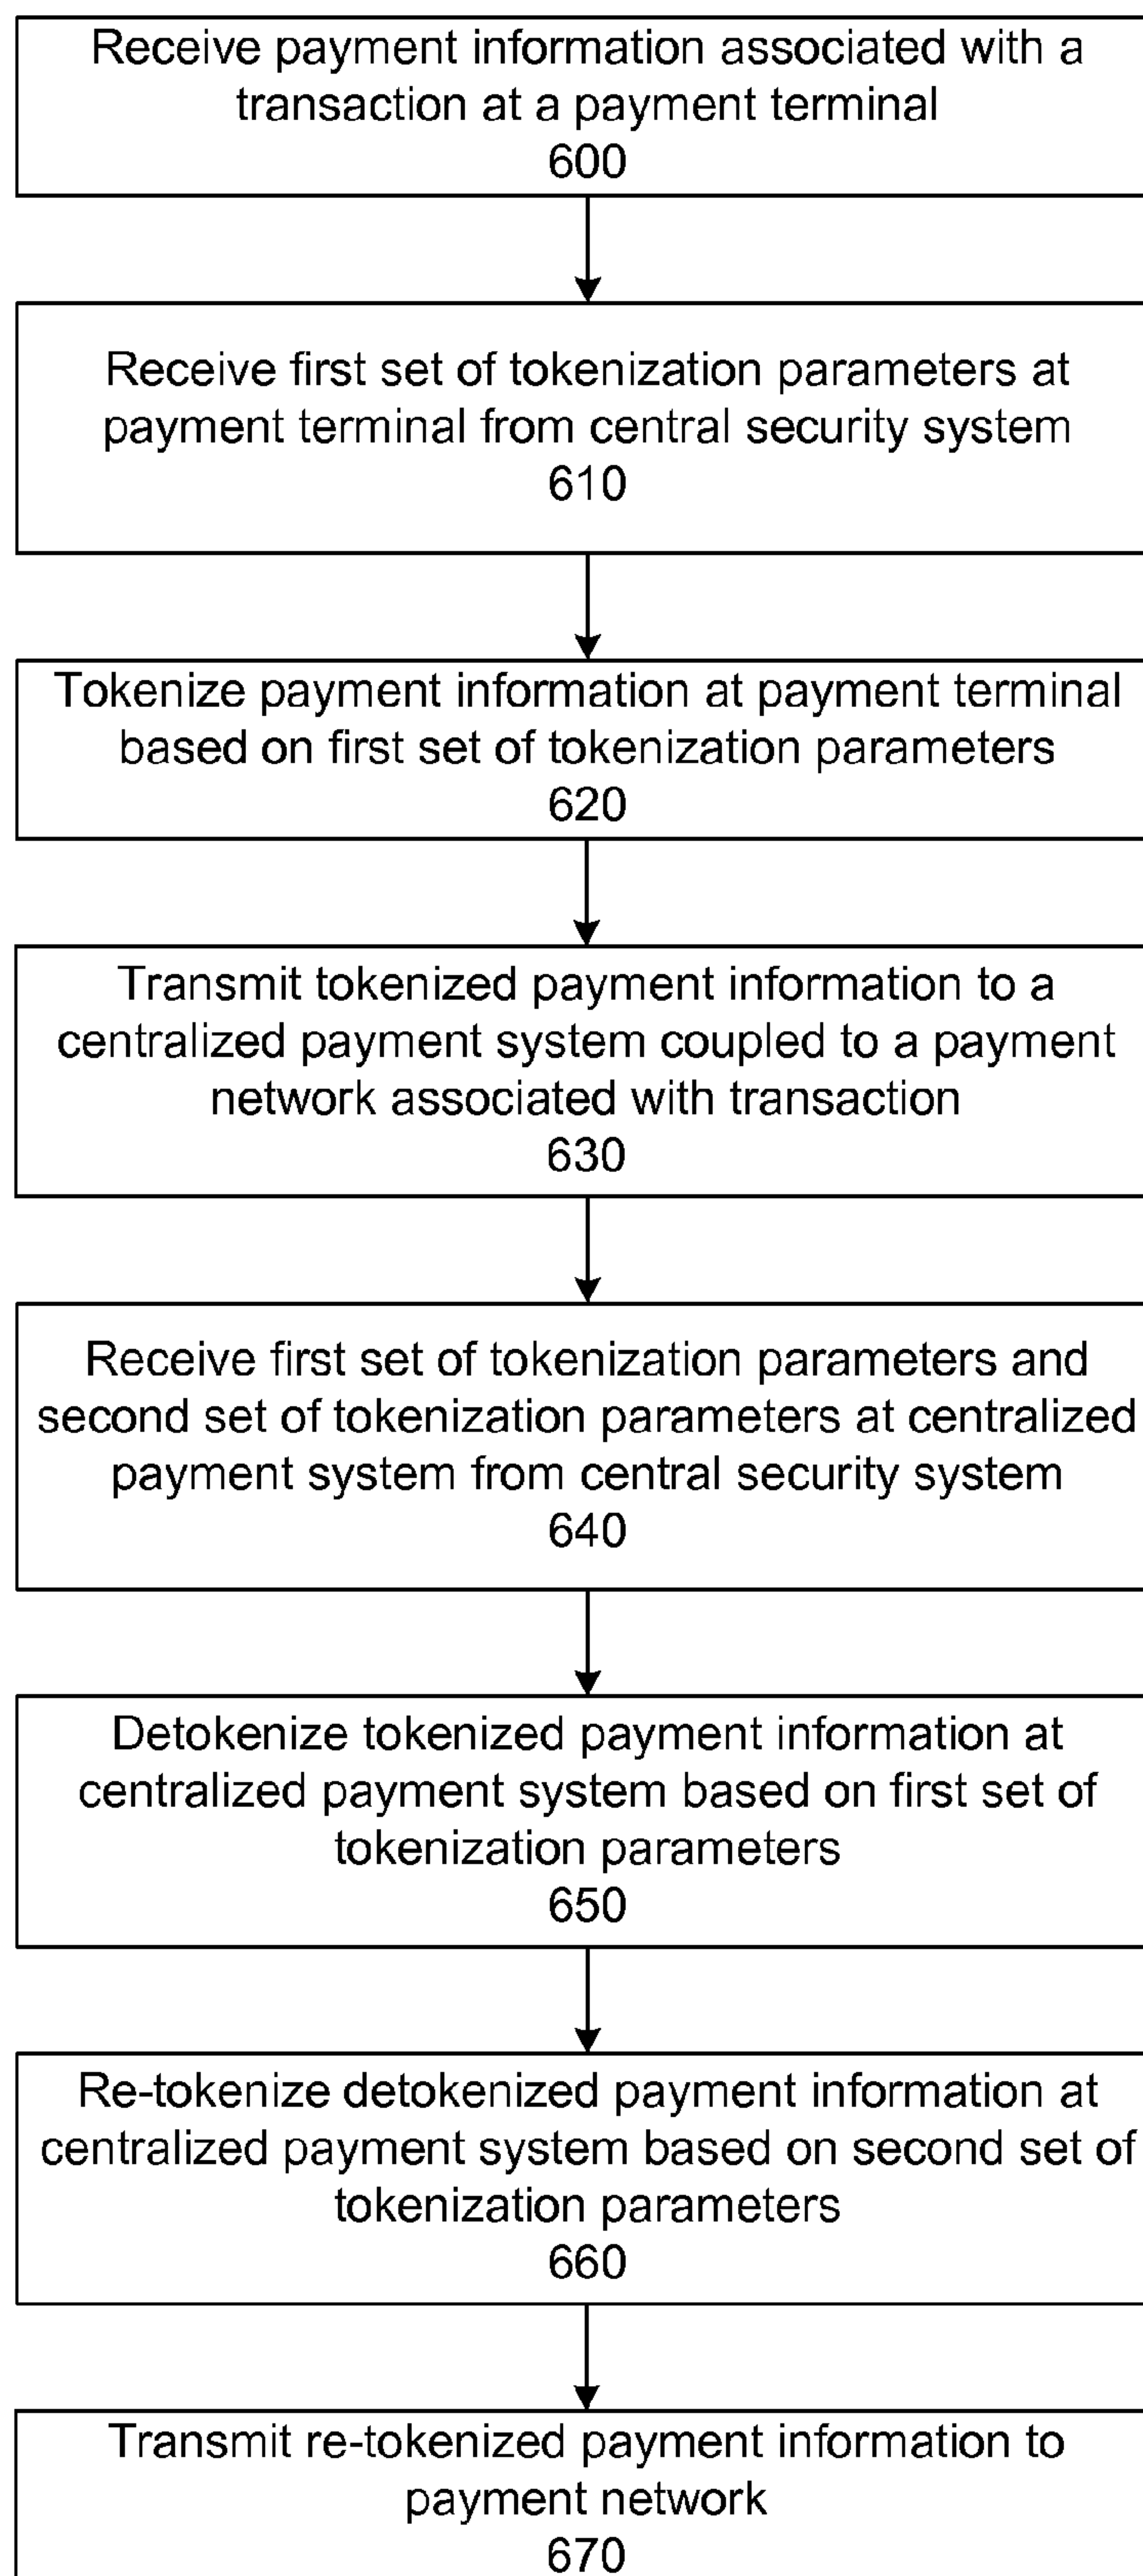 Receive payment information associated with a
transaction at a payment terminal
600
Receive first set of tokenization parameters at
payment terminal from central security system
610
Tokenize payment information at payment terminal
based on first set of tokenization parameters
620
Transmit tokenized payment information to a
centralized payment system coupled to a payment
network associated with transaction
630
Receive first set of tokenization parameters and
second set of tokenization parameters at centralized
payment system from central security system
640
Detokenize tokenized payment information at
centralized payment system based on first set of
tokenization parameters
650
Re-tokenize detokenized payment information at
centralized payment system based on second set of
tokenization parameters
660
Transmit re-tokenized payment information to
payment network
670